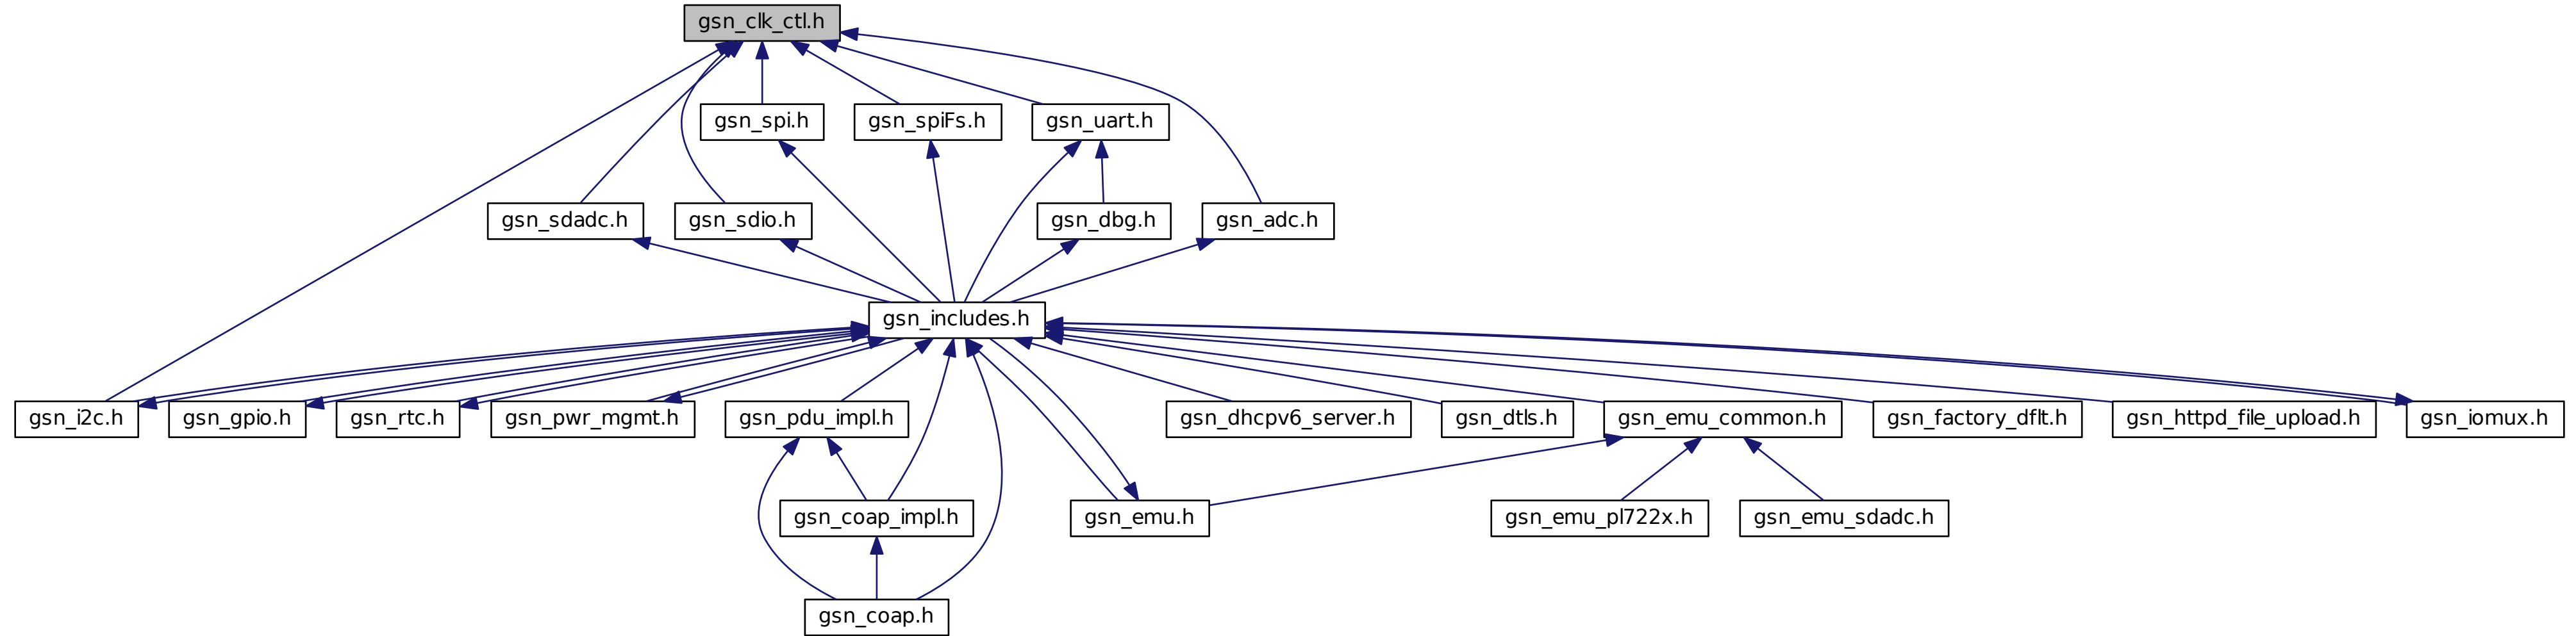 gsn_clk_ctl.h
gsn_spi.h
gsn_spiFs.h
gsn_uart.h
gsn_sdadc.h
gsn_sdio.h
gsn_dbg.h
gsn_adc.h
gsn_includes.h
gsn_i2c.h
gsn_gpio.h
gsn_rtc.h
gsn_pwr_mgmt.h
gsn_pdu_impl.h
gsn_dhcpv6_server.h
gsn_dtls.h
gsn_emu_common.h
gsn_factory_dflt.h
gsn_httpd_file_upload.h
gsn_iomux.h
gsn_coap_impl.h
gsn_emu.h
gsn_emu_pl722x.h
gsn_emu_sdadc.h
gsn_coap.h